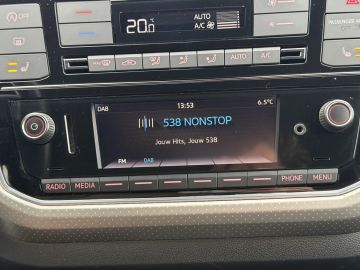 A OFF
20.0
AUTO
A/C
AUTO
A/C
DAB
13:53
6.5°C
538 NONSTOP
Jouw Hits, Jouw 538
FM
DAB
RADIO
MEDIA
PHONE
MENU